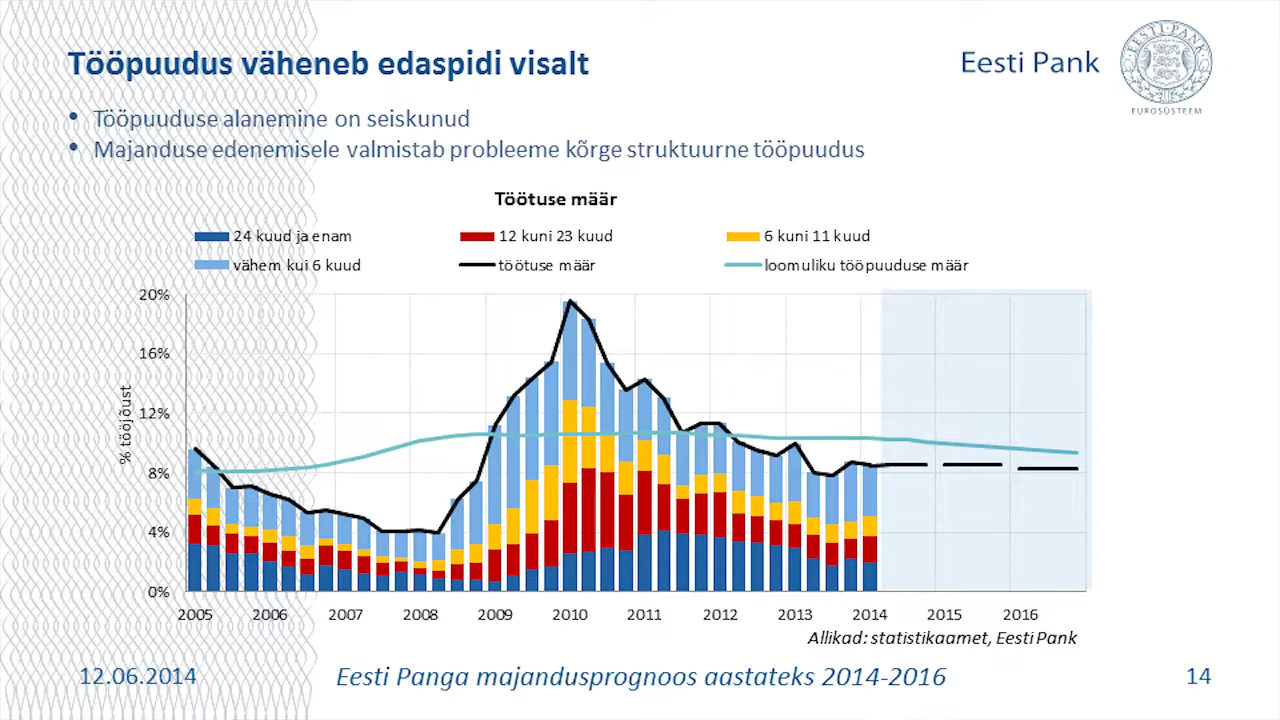 Tööpuudus väheneb edaspidi visalt
Eesti Pank
EESTI·PANK
EUROSÜSTEEM
• Tööpuuduse alanemine on seiskunud
• Majanduse edenemisele valmistab probleeme kõrge struktuurne tööpuudus
Töötuse määr
24 kuud ja enam
12 kuni 23 kuud
6 kuni 11 kuud
vähem kui 6 kuud
töötuse määr
loomuliku tööpuuduse määr
% tööjõust
20%
16%
12%
8%
4%
0%
2005 2006 2007 2008 2009 2010 2011 2012 2013 2014 2015 2016
Allikad: statistikaamet, Eesti Pank
12.06.2014
Eesti Panga majandusprognoos aastateks 2014-2016
14